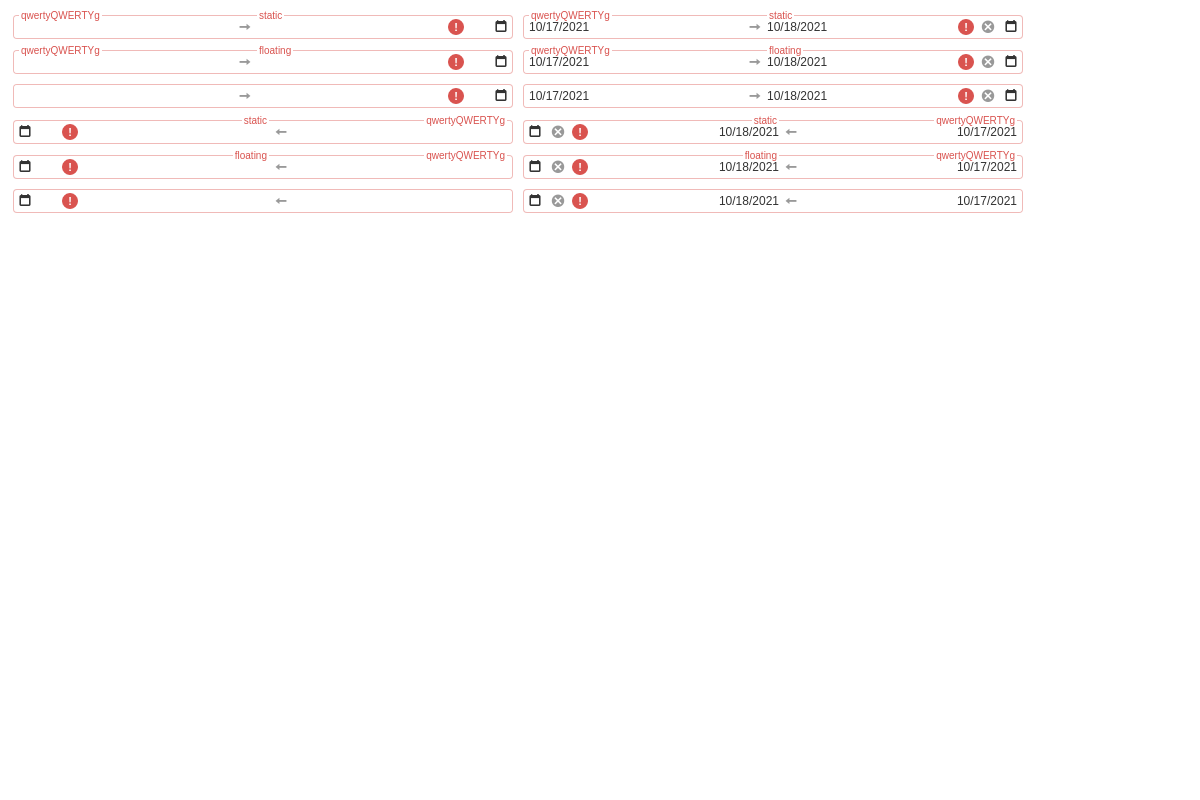 qwertyQWERTYg static qwertyQWERTYg static
10/17/2021 10/18/2021
qwertyQWERTYg floating qwertyQWERTYg floating
10/17/2021 10/18/2021
10/17/2021 10/18/2021
static qwertyQWERTYg static qwertyQWERTYg
10/18/2021 10/17/2021
floating qwertyQWERTYg floating qwertyQWERTYg
10/18/2021 10/17/2021
10/18/2021 10/17/2021